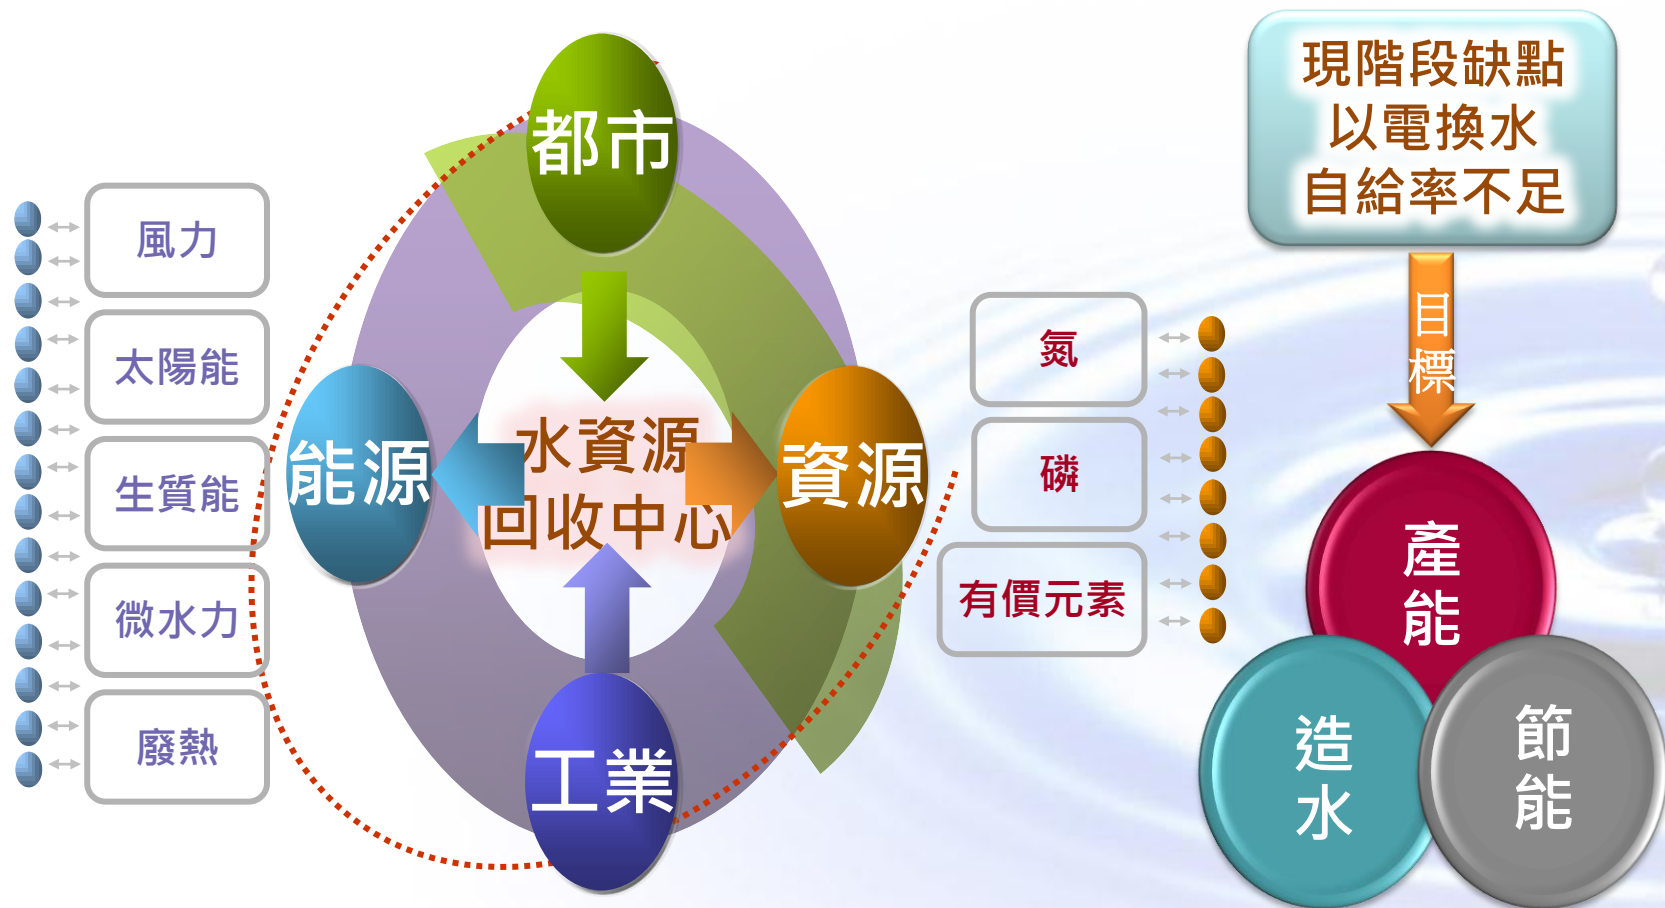 風力
太陽能
生質能
微水力
廢熱
都市
能源
水資源
回收中心
資源
工業
氮
磷
有價元素
現階段缺點
以電換水
自給率不足
目
標
產
能
造
水
節
能